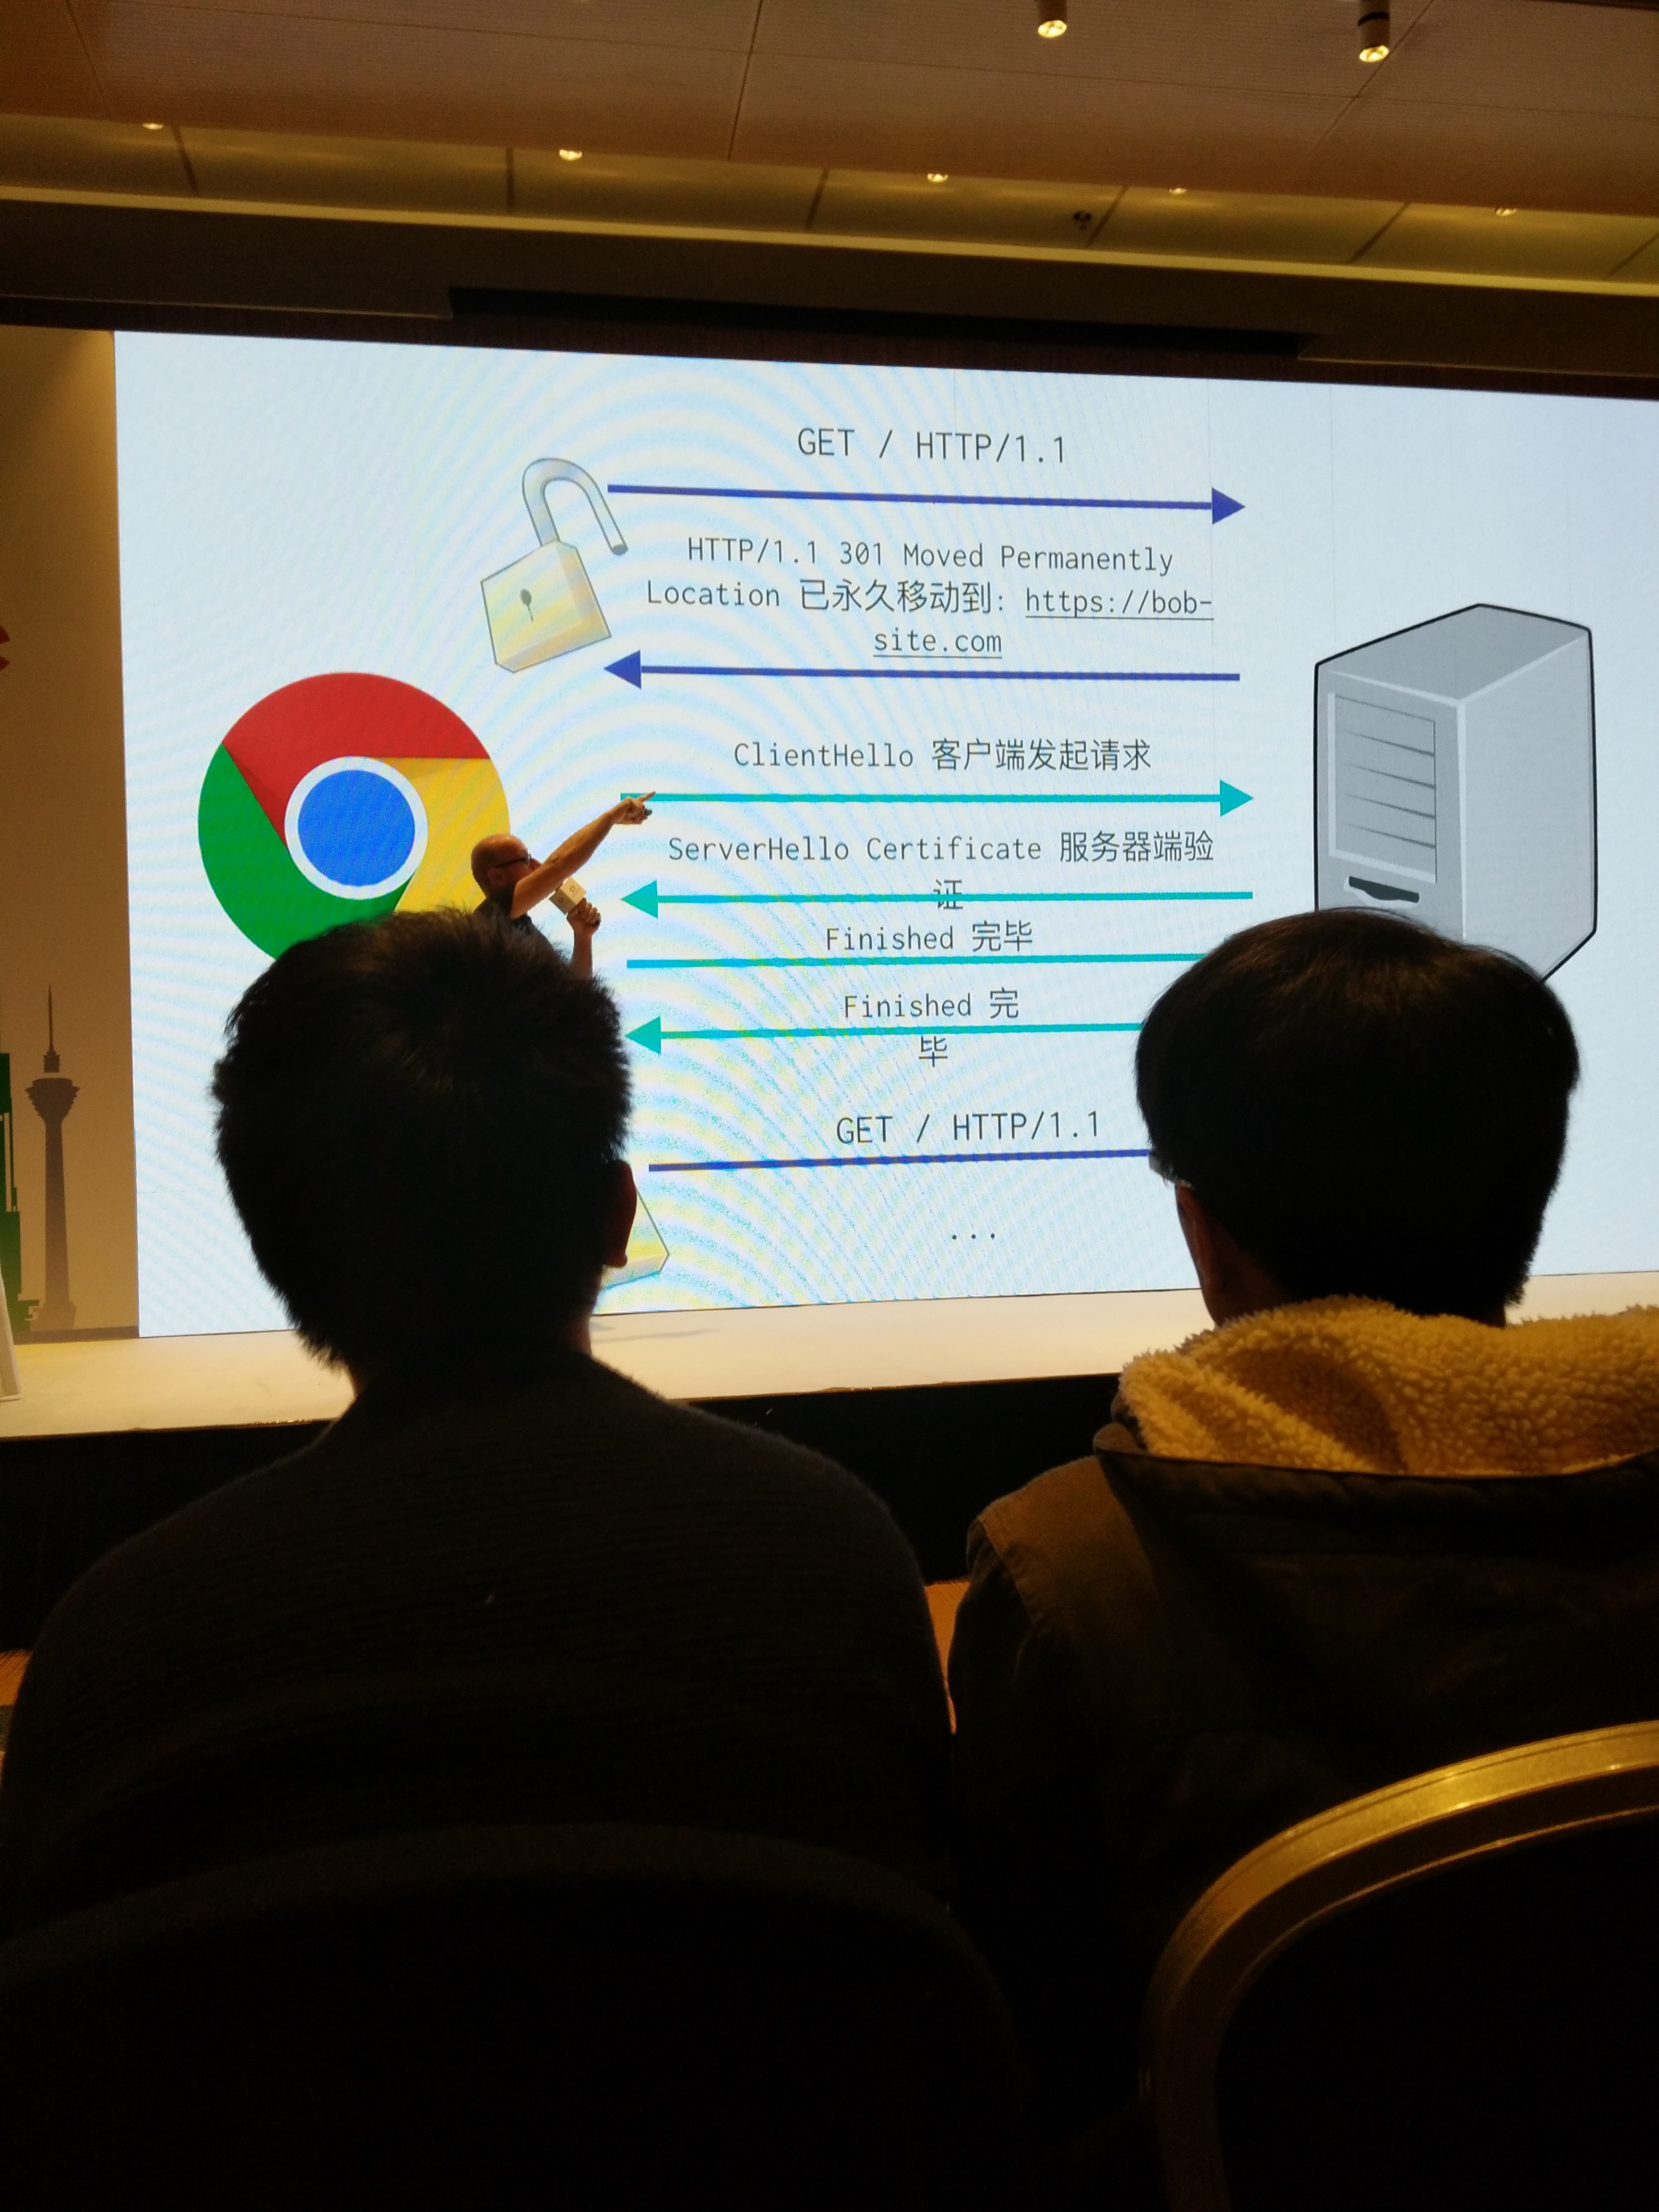 GET / HTTP/1.1
HTTP/1.1 301 Moved Permanently
Location 已永久移动到: https://bob-
site.com
ClientHello 客户端发起请求
ServerHello Certificate 服务器端验
证
Finished 完毕
Finished 完
毕
GET / HTTP/1.1
...